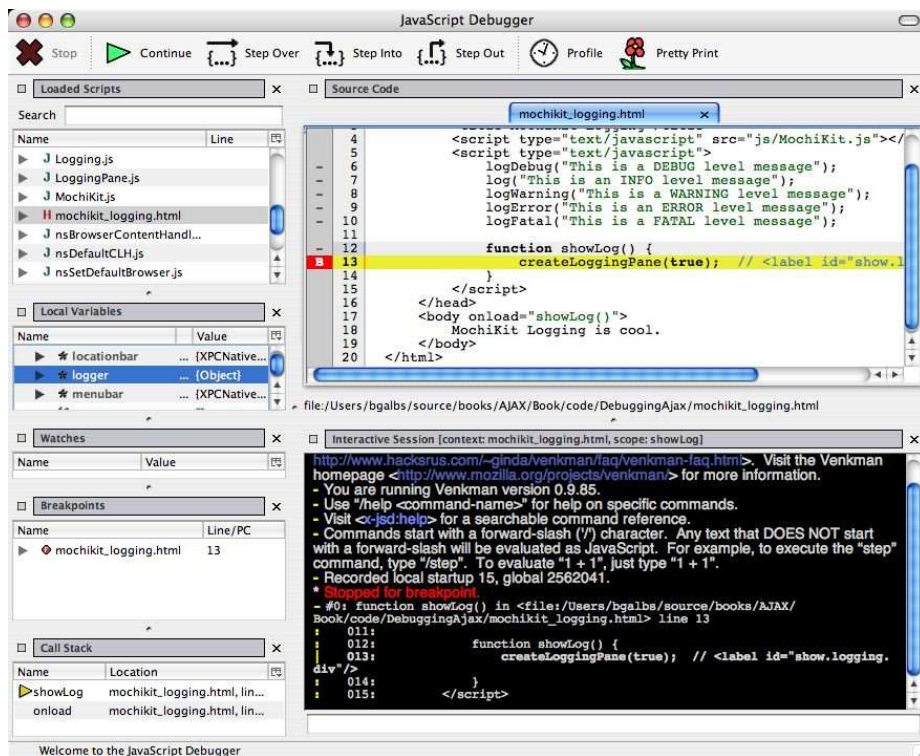 JavaScript Debugger
Stop Continue Step Over Step Into Step Out Profile Pretty Print
Loaded Scripts
Search
Name Line
J Logging.js
J LoggingPane.js
J MochiKit.js
H mochikit_logging.html
J nsBrowserContentHandl...
J nsDefaultCLH.js
J nsSetDefaultBrowser.js
Local Variables
Name Value
locationbar ... {XPCNative...
logger ... {Object}
menubar ... {XPCNative...
Watches
Name Value
Breakpoints
Name Line/PC
mochikit_logging.html 13
Call Stack
Name Location
showLog mochikit_logging.html, lin...
onload mochikit_logging.html, lin...
Source Code
mochikit_logging.html
4 <script type="text/javascript" src="js/MochiKit.js"></
5 <script type="text/javascript">
- 6 logDebug("This is a DEBUG level message");
- 7 log("This is an INFO level message");
- 8 logWarning("This is a WARNING level message");
- 9 logError("This is an ERROR level message");
- 10 logFatal("This is a FATAL level message");
11
- 12 function showLog() {
B 13 createLoggingPane(true); // <label id="show.l
14 }
15 </script>
16 </head>
17 <body onload="showLog()">
18 MochiKit Logging is cool.
19 </body>
20 </html>
file:/Users/bgalbs/source/books/AJAX/Book/code/DebuggingAjax/mochikit_logging.html
Interactive Session [context: mochikit_logging.html, scope: showLog]
http://www.hacksrus.com/~ginda/venkman/faq/venkman-faq.html>. Visit the Venkman
homepage <http://www.mozilla.org/projects/venkman/> for more information.
- You are running Venkman version 0.9.85.
- Use "/help <command-name>" for help on specific commands.
- Visit <x-jsd:help> for a searchable command reference.
- Commands start with a forward-slash ('/') character. Any text that DOES NOT start
with a forward-slash will be evaluated as JavaScript. For example, to execute the "step"
command, type "/step". To evaluate "1 + 1", just type "1 + 1".
- Recorded local startup 15, global 2562041.
* Stopped for breakpoint.
- #0: function showLog() in <file:/Users/bgalbs/source/books/AJAX/
Book/code/DebuggingAjax/mochikit_logging.html> line 13
: 011:
: 012: function showLog() {
| 013: createLoggingPane(true); // <label id="show.logging.
div"/>
: 014: }
: 015: </script>
Welcome to the JavaScript Debugger